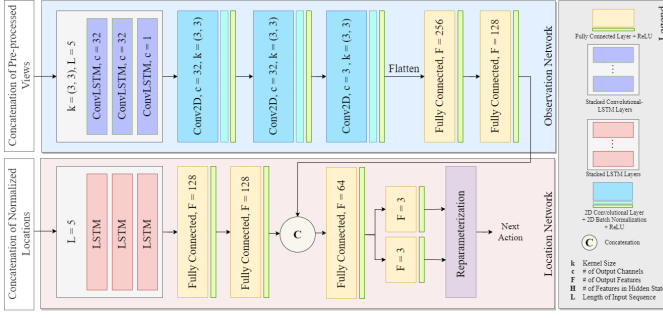 Concatenation of Pre-processed
Views
k = (3, 3), L = 5
ConvLSTM, c = 32
ConvLSTM, c = 32
ConvLSTM, c = 1
Conv2D, c = 32, k = (3, 3)
Conv2D, c = 32, k = (3, 3)
Conv2D, c = 3 , k = (3, 3)
Flatten
Fully Connected, F = 256
Fully Connected, F = 128
Observation Network
Concatenation of Normalized
Locations
L = 5
LSTM
LSTM
LSTM
Fully Connected, F = 128
Fully Connected, F = 128
C
Fully Connected, F = 64
F = 3
F = 3
Reparameterization
Next
Action
Location Network
Legend
Fully Connected Layer + ReLU
Stacked Convolutional-
LSTM Layers
Stacked LSTM Layers
2D Convolutional Layer
+ 2D Batch Normalization
+ ReLU
C
Concatenation
k Kernel Size
c # of Output Channels
F # of Output Features
H # of Features in Hidden State
L Length of Input Sequence